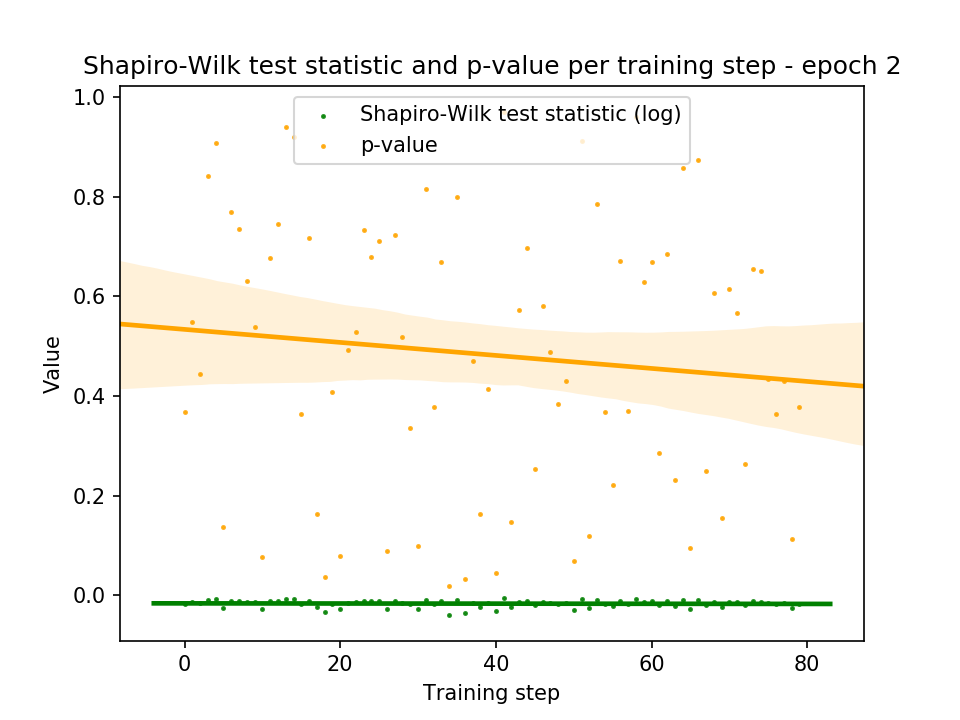 Shapiro-Wilk test statistic and p-value per training step - epoch 2
Shapiro-Wilk test statistic (log)
p-value
Value
1.0
0.8
0.6
0.4
0.2
0.0
0 20 40 60 80
Training step